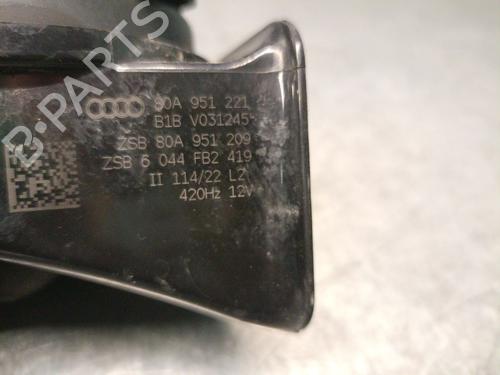 80A 951 221
B1B V031245
ZSB 80A 951 209
ZSB 6 044 FB2 419
II 114/22 L2
420Hz 12V
B-PARTS